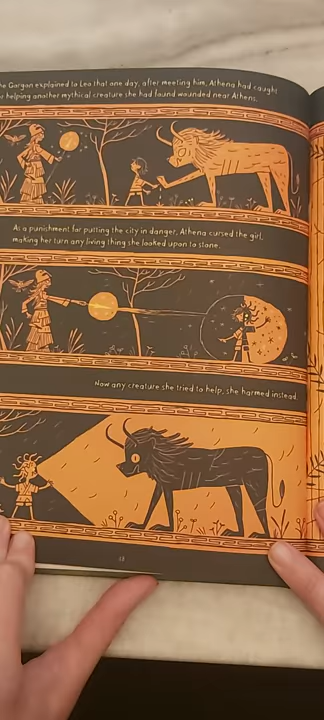 he Gorgon explained to Leo that one day, after meeting him, Athena had caught
helping another mythical creature she had found wounded near Athens.
As a punishment for putting the city in danger, Athena cursed the girl,
making her turn any living thing she looked upon to stone.
Now any creature she tried to help, she harmed instead.